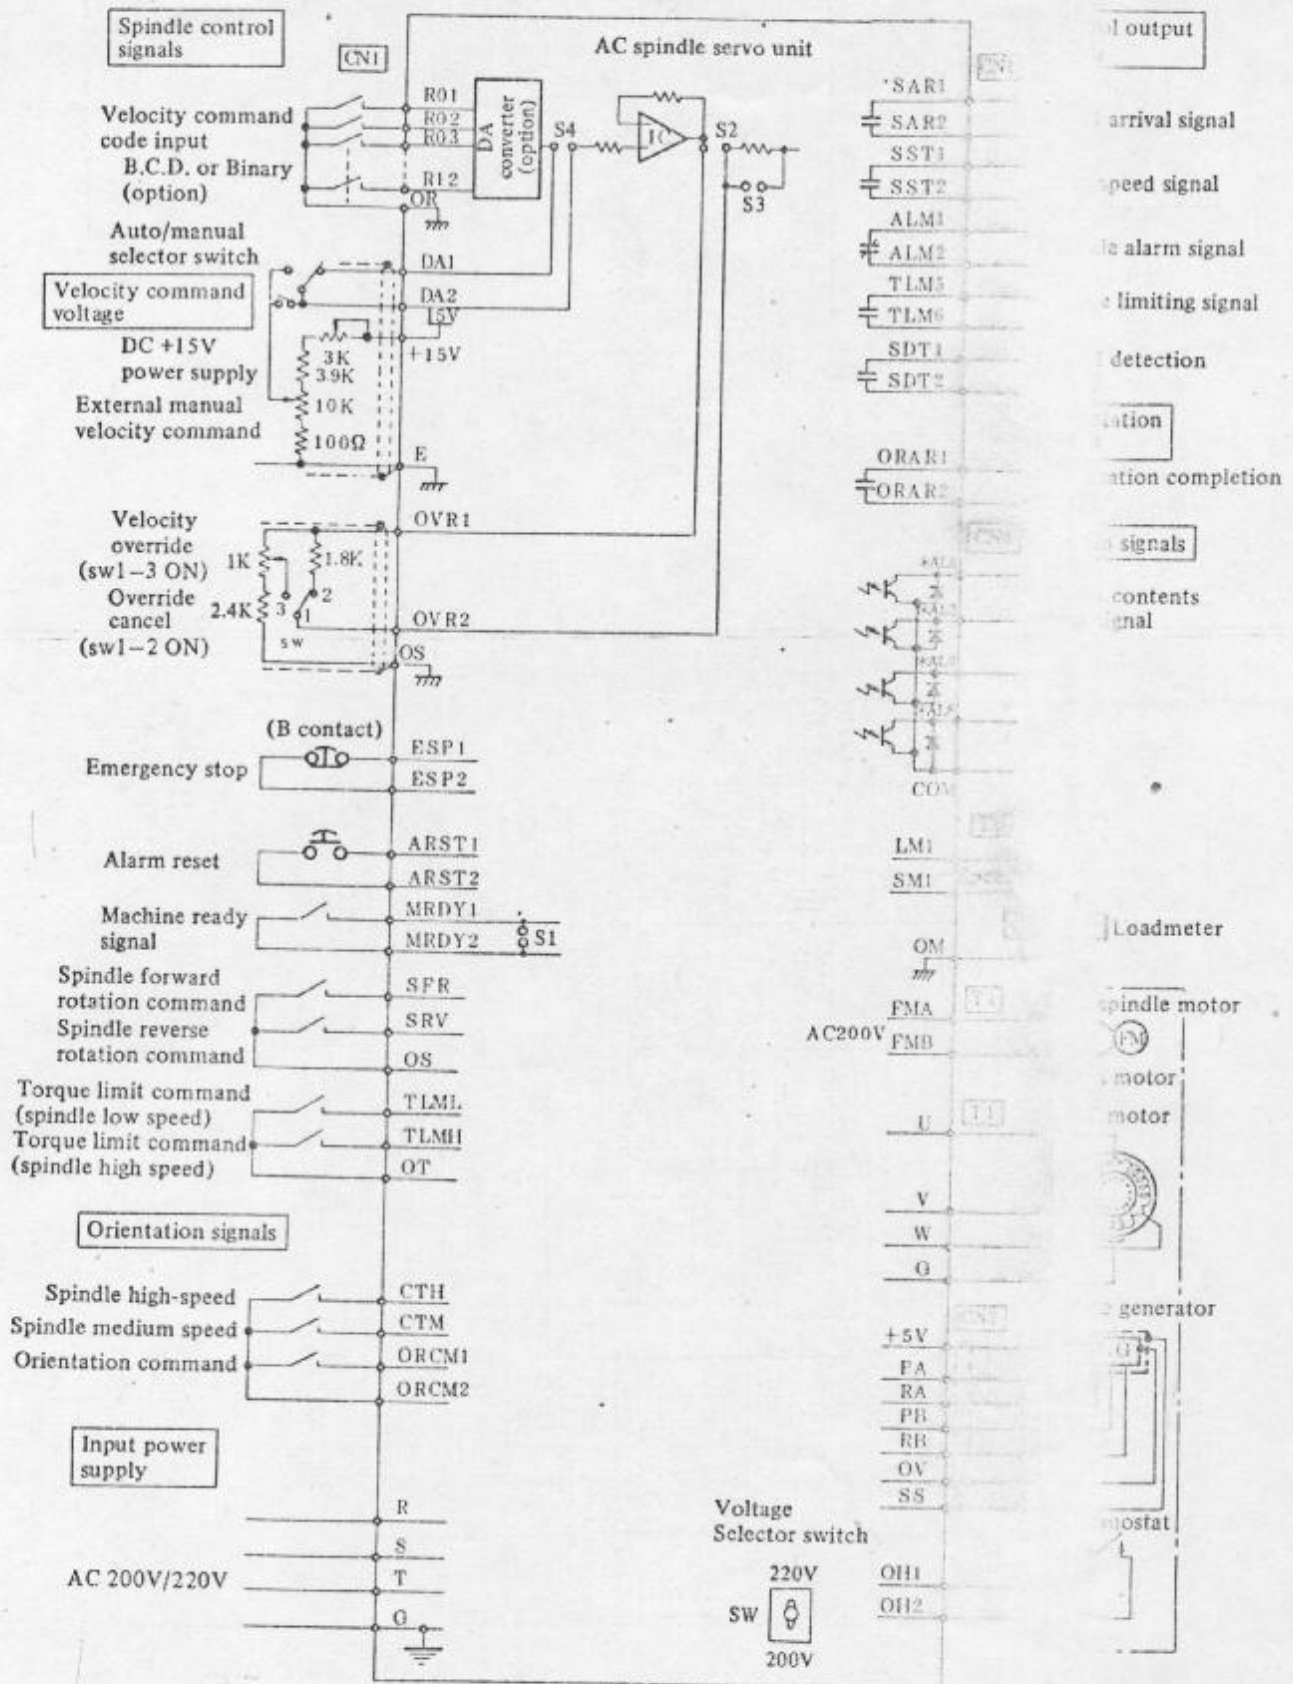 Spindle control
signals
CN1
AC spindle servo unit
Velocity command
code input
B.C.D. or Binary
(option)
R01
R02
R03
R12
OR
DA
converter
(option)
S4
IC
S2
S3
Auto/manual
selector switch
DA1
Velocity command
voltage
DA2
15V
DC +15V
power supply
+15V
3K
3.9K
10K
100Ω
External manual
velocity command
E
Velocity
override
(sw1-3 ON)
Override
cancel
(sw1-2 ON)
1K
1.8K
2.4K
3
2
1
sw
OVR1
OVR2
OS
(B contact)
Emergency stop
ESP1
ESP2
Alarm reset
ARST1
ARST2
Machine ready
signal
MRDY1
MRDY2
S1
Spindle forward
rotation command
SFR
Spindle reverse
rotation command
SRV
OS
Torque limit command
(spindle low speed)
TLML
Torque limit command
(spindle high speed)
TLMH
OT
Orientation signals
Spindle high-speed
CTH
Spindle medium speed
CTM
Orientation command
ORCM1
ORCM2
Input power
supply
R
S
AC 200V/220V
T
G
Voltage
Selector switch
220V
SW
200V
output
SAR1
SAR2
arrival signal
SST1
SST2
speed signal
ALM1
ALM2
alarm signal
TLM5
TLM6
limiting signal
SDT1
SDT2
detection
ORAR1
ORAR2
completion
signals
contents
COM
LM1
SM1
Loadmeter
OM
FMA
T1
spindle motor
AC200V
FMB
FM
motor
motor
U
T1
V
W
G
generator
+5V
PA
RA
PB
RB
OV
SS
G
OH1
OH2